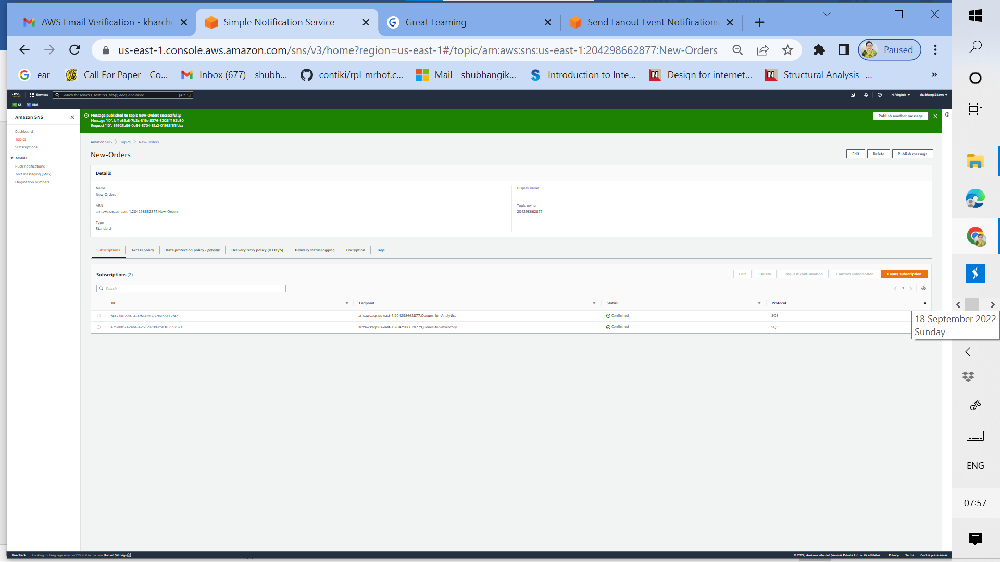 AWS Email Verification - kharche
Simple Notification Service
Great Learning
Send Fanout Event Notifications
us-east-1.console.aws.amazon.com/sns/v3/home?region=us-east-1#/topic/arn:aws:sns:us-east-1:204298662877:New-Orders
Paused
ear
Call For Paper - Co...
Inbox (677) - shubh...
contiki/rpl-mrhof.c...
Mail - shubhangik...
Introduction to Inte...
Design for internet...
Structural Analysis -...
»
aws
Services
Search for services, features, blogs, docs, and more
[Alt+S]
N. Virginia
shubhangi24aws
S3
RDS
Amazon SNS
Dashboard
Topics
Subscriptions
Mobile
Push notifications
Text messaging (SMS)
Origination numbers
Message published to topic New-Orders successfully.
Message "ID": bf1c69a8-7b2c-51fe-8376-3208ff192b30
Request "ID": 59925a56-0b54-5704-8fa2-01f68f61fdca
Publish another message
Amazon SNS > Topics > New-Orders
New-Orders
Edit
Delete
Publish message
Details
Name
New-Orders
ARN
arn:aws:sns:us-east-1:204298662877:New-Orders
Type
Standard
Display name
-
Topic owner
204298662877
Subscriptions
Access policy
Data protection policy - preview
Delivery retry policy (HTTP/S)
Delivery status logging
Encryption
Tags
Subscriptions (2)
Edit
Delete
Request confirmation
Confirm subscription
Create subscription
Search
1
ID
Endpoint
Status
Protocol
f447ea82-f464-4ffe-8fe3-7c8ebbe12f4c
arn:aws:sqs:us-east-1:204298662877:Queues-for-Analytics
Confirmed
SQS
479e8850-c4ba-4251-970d-fb018259c87a
arn:aws:sqs:us-east-1:204298662877:Queues-for-Inventory
Confirmed
SQS
18 September 2022
Sunday
ENG
07:57
Feedback
Looking for language selection? Find it in the new Unified Settings
© 2022, Amazon Internet Services Private Ltd. or its affiliates.
Privacy
Terms
Cookie preferences